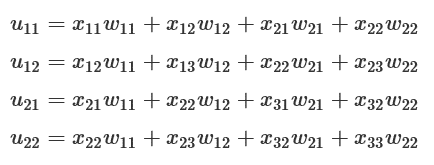 u₁₁ = x₁₁w₁₁ + x₁₂w₁₂ + x₂₁w₂₁ + x₂₂w₂₂
u₁₂ = x₁₂w₁₁ + x₁₃w₁₂ + x₂₂w₂₁ + x₂₃w₂₂
u₂₁ = x₂₁w₁₁ + x₂₂w₁₂ + x₃₁w₂₁ + x₃₂w₂₂
u₂₂ = x₂₂w₁₁ + x₂₃w₁₂ + x₃₂w₂₁ + x₃₃w₂₂